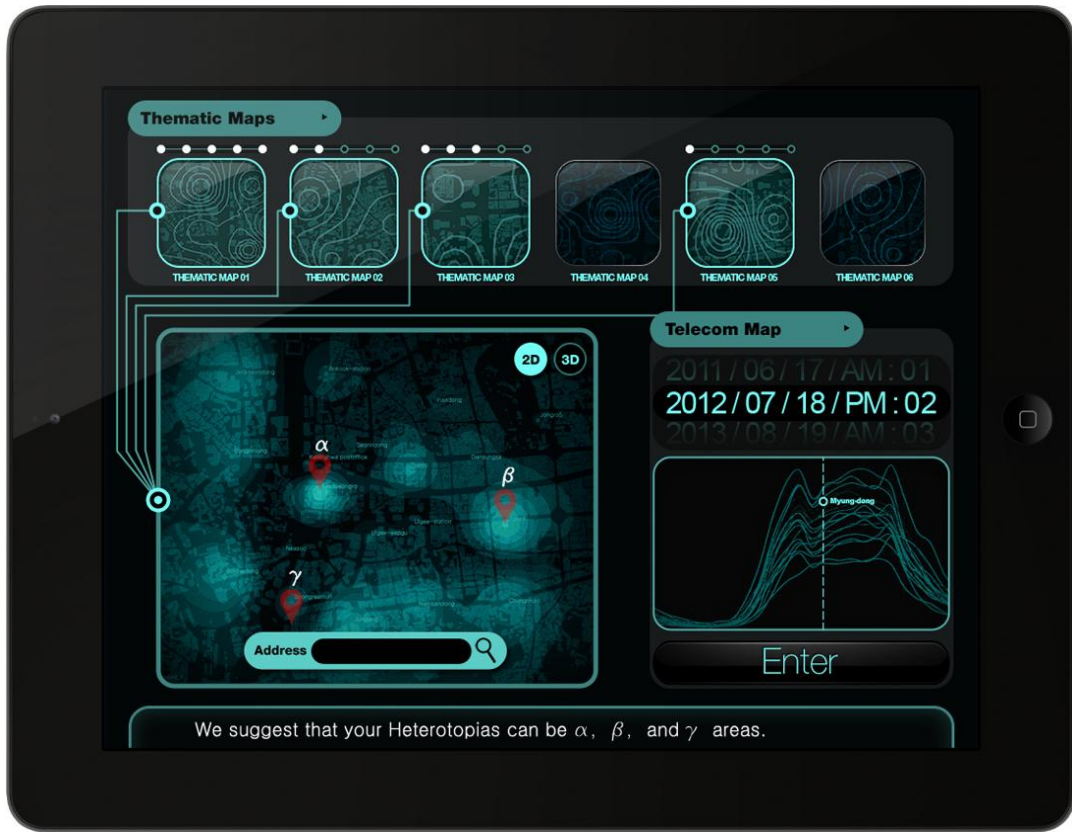 Thematic Maps
THEMATIC MAP 01
THEMATIC MAP 02
THEMATIC MAP 03
THEMATIC MAP 04
THEMATIC MAP 05
THEMATIC MAP 06
2D
3D
α
β
γ
Address
Telecom Map
2011 / 06 / 17 / AM : 01
2012 / 07 / 18 / PM : 02
2013 / 08 / 19 / AM : 03
Myung-dong
Enter
We suggest that your Heterotopias can be α, β, and γ areas.